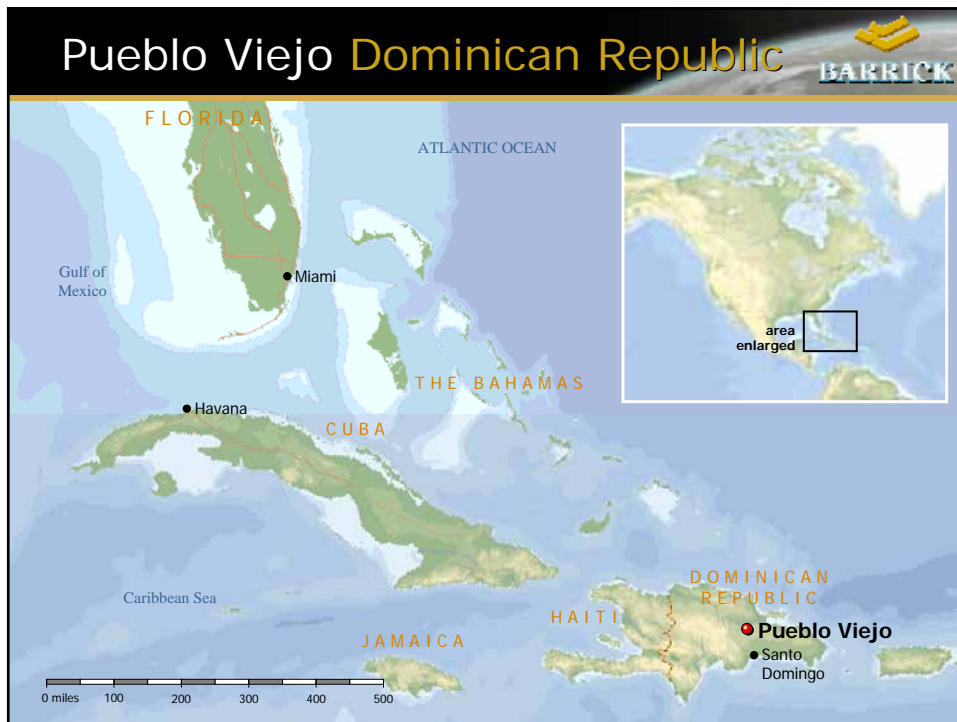 Pueblo Viejo Dominican Republic
BARRICK
FLORIDA
ATLANTIC OCEAN
Gulf of
Mexico
Miami
area
enlarged
THE BAHAMAS
Havana
CUBA
DOMINICAN
REPUBLIC
Caribbean Sea
HAITI
Pueblo Viejo
JAMAICA
Santo
Domingo
0 miles 100 200 300 400 500